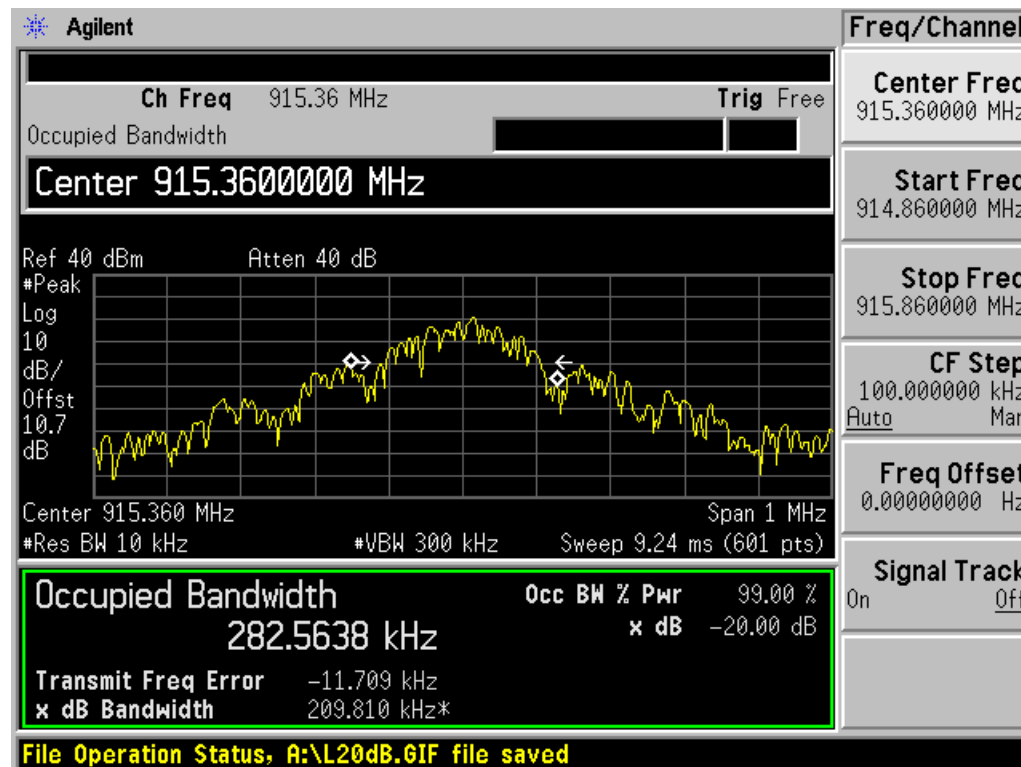 Agilent
Freq/Channel
Ch Freq 915.36 MHz Trig Free
Occupied Bandwidth
Center 915.3600000 MHz
Ref 40 dBm Atten 40 dB
#Peak
Log
10
dB/
Offst
10.7
dB
Center 915.360 MHz Span 1 MHz
#Res BW 10 kHz #VBW 300 kHz Sweep 9.24 ms (601 pts)
Occupied Bandwidth Occ BW % Pwr 99.00 %
282.5638 kHz x dB -20.00 dB
Transmit Freq Error -11.709 kHz
x dB Bandwidth 209.810 kHz*
File Operation Status, A:\L20dB.GIF file saved
Center Freq
915.360000 MHz
Start Freq
914.860000 MHz
Stop Freq
915.860000 MHz
CF Step
100.000000 kHz
Auto Man
Freq Offset
0.00000000 Hz
Signal Track
On Off